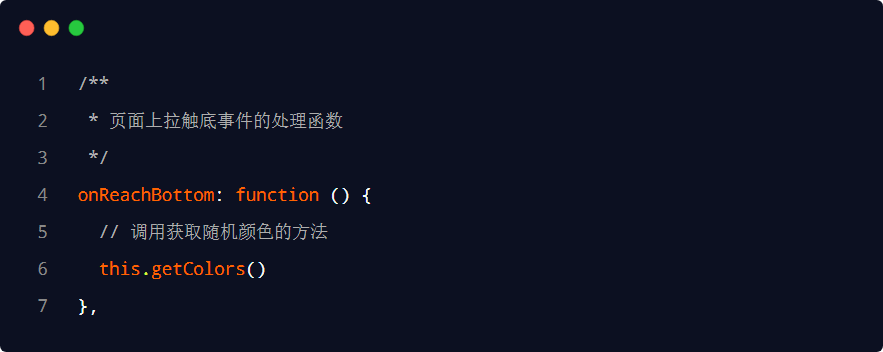 1 /**
2  * 页面上拉触底事件的处理函数
3  */
4 onReachBottom: function () {
5   // 调用获取随机颜色的方法
6   this.getColors()
7 },